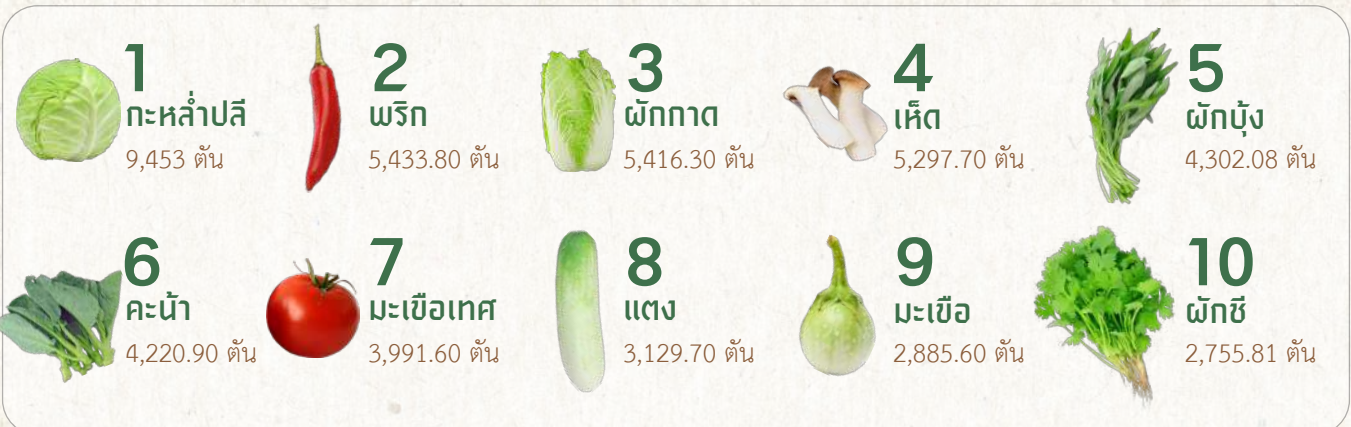 1
กะหล่ำปลี
9,453 ตัน
2
พริก
5,433.80 ตัน
3
ผักกาด
5,416.30 ตัน
4
เห็ด
5,297.70 ตัน
5
ผักบุ้ง
4,302.08 ตัน
6
คะน้า
4,220.90 ตัน
7
มะเขือเทศ
3,991.60 ตัน
8
แตง
3,129.70 ตัน
9
มะเขือ
2,885.60 ตัน
10
ผักชี
2,755.81 ตัน